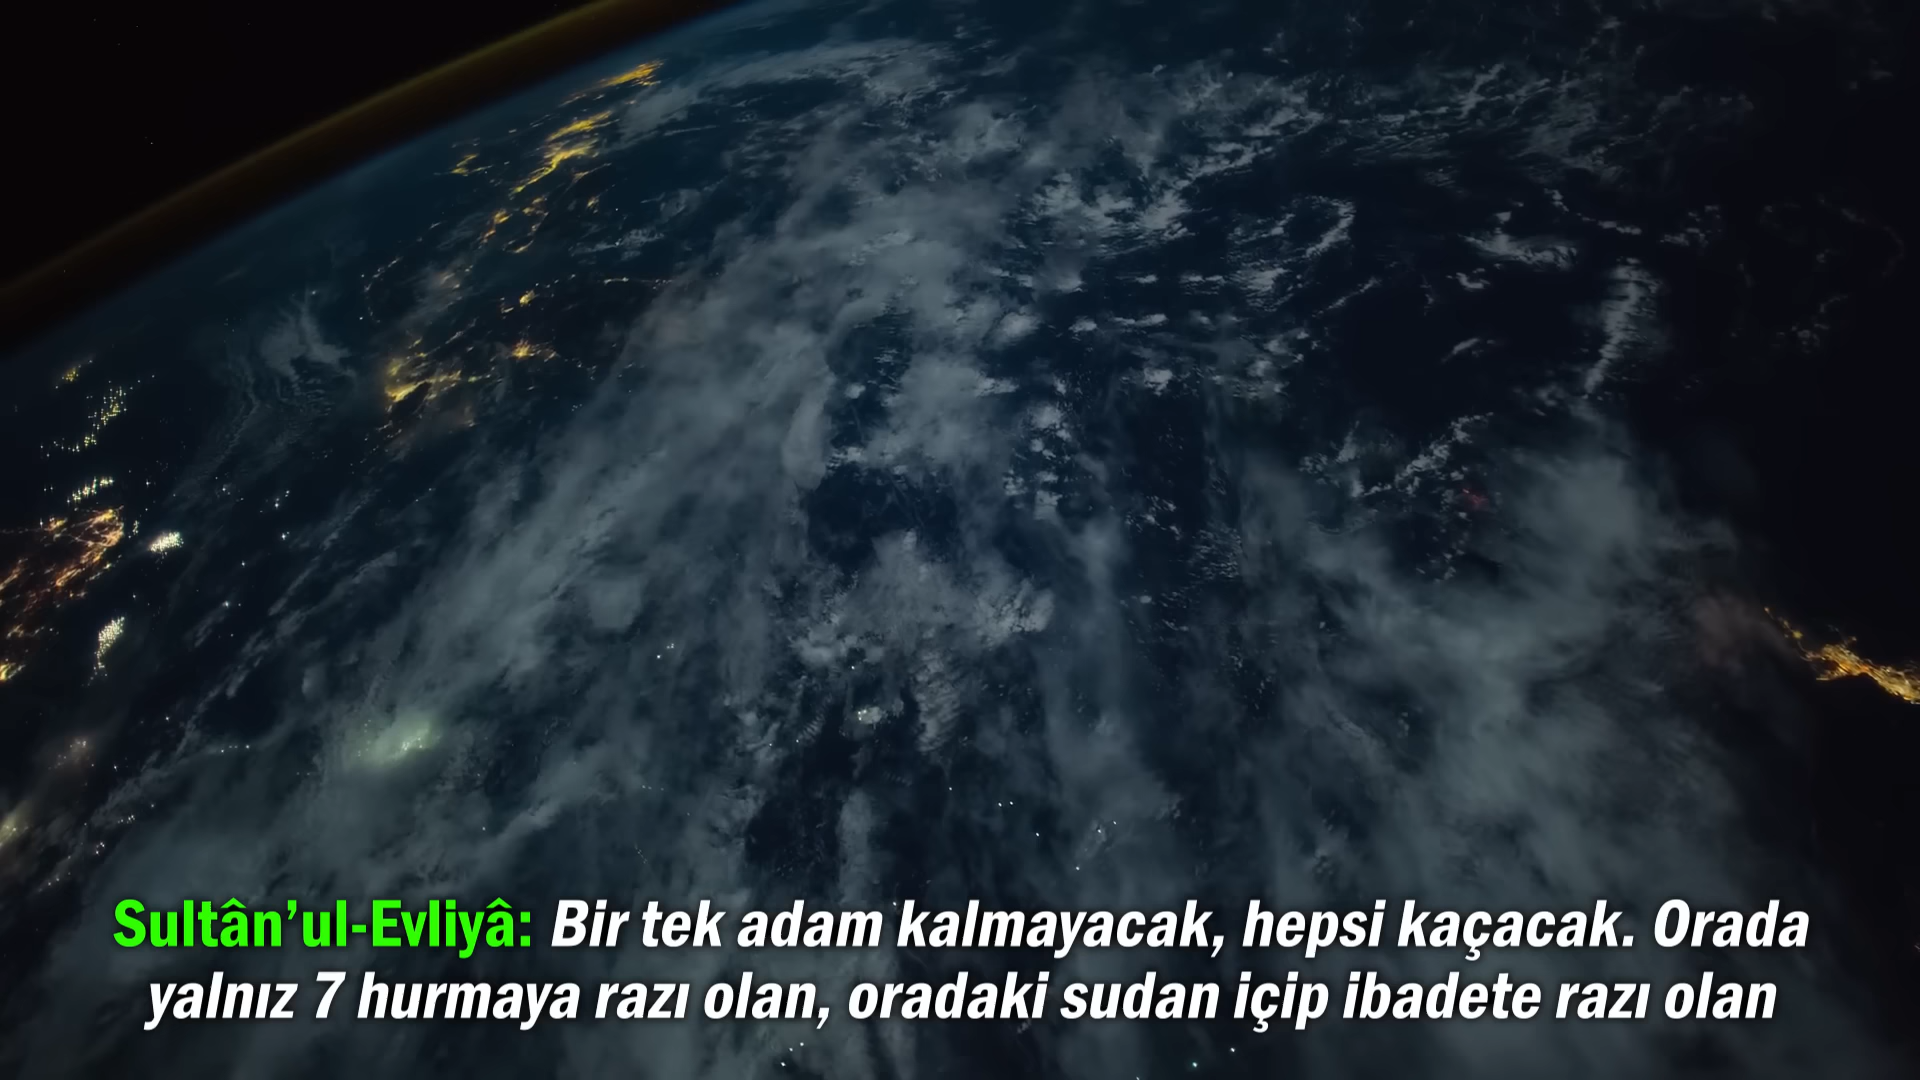 Sultân’ul-Evliyâ: Bir tek adam kalmayacak, hepsi kaçacak. Orada
yalnız 7 hurmaya razı olan, oradaki sudan içip ibadete razı olan